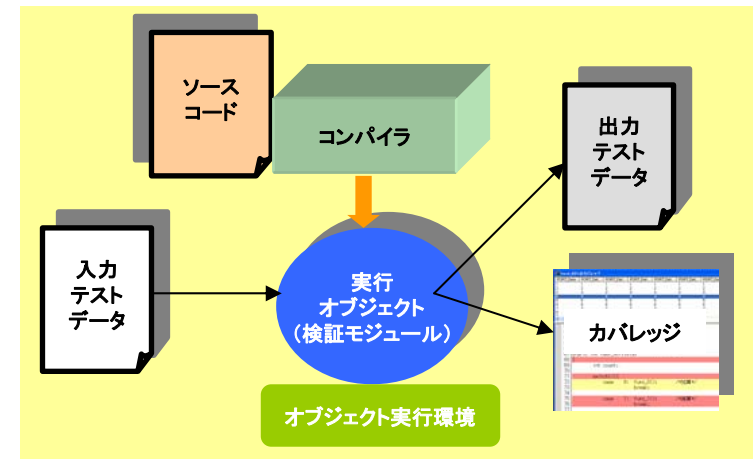 ソース
コード
コンパイラ
出力
テスト
データ
入力
テスト
データ
実行
オブジェクト
（検証モジュール）
カバレッジ
オブジェクト実行環境